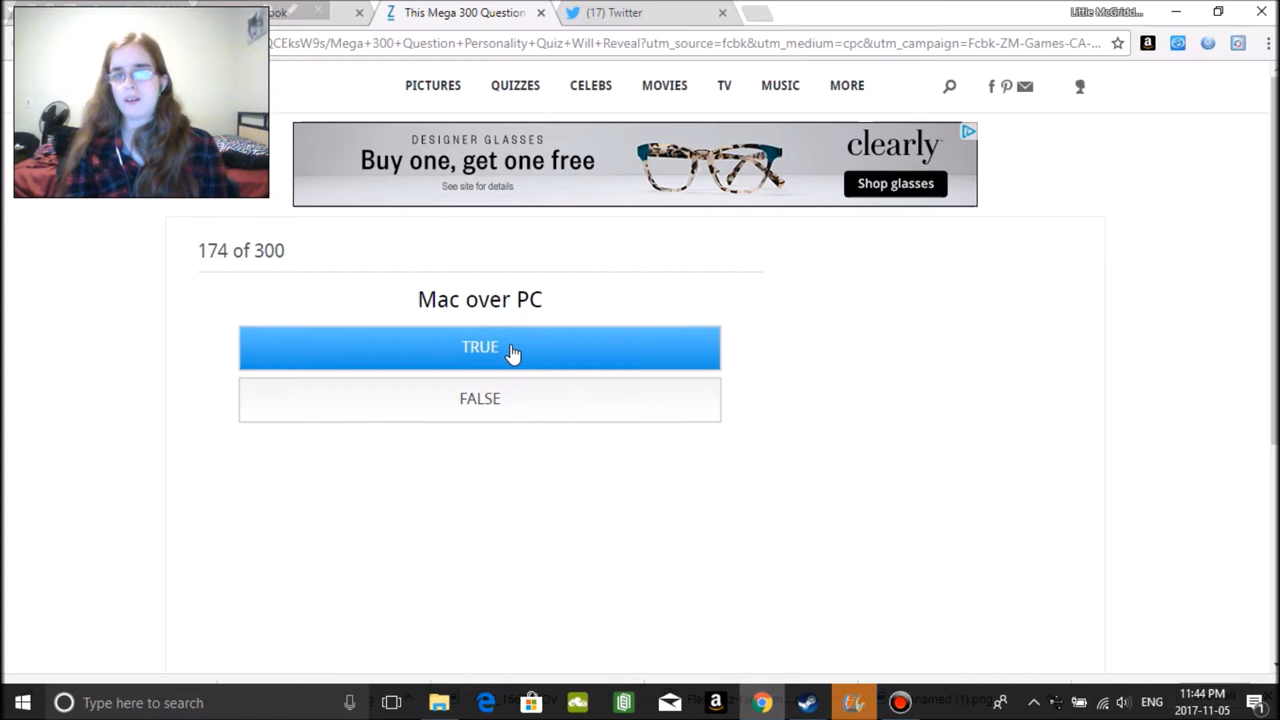 ook
This Mega 300 Question
(17) Twitter
Little McGridd...
QCEksW9s/Mega+300+Question+Personality+Quiz+Will+Reveal?utm_source=fcbk&utm_medium=cpc&utm_campaign=Fcbk-ZM-Games-CA-...
PICTURES QUIZZES CELEBS MOVIES TV MUSIC MORE
DESIGNER GLASSES
Buy one, get one free
See site for details
clearly
Shop glasses
174 of 300
Mac over PC
TRUE
FALSE
Type here to search
ENG
11:44 PM
2017-11-05